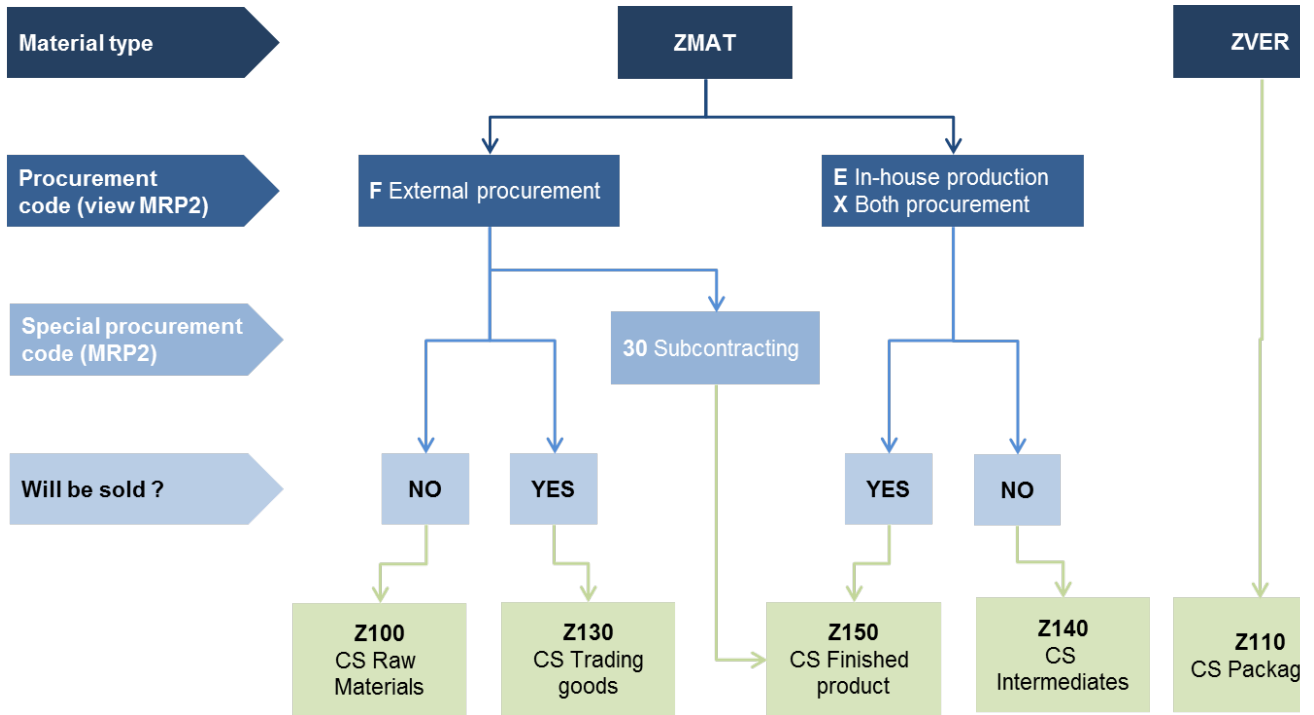 Material type
ZMAT
ZVER
Procurement
code (view MRP2)
F External procurement
E In-house production
X Both procurement
Special procurement
code (MRP2)
30 Subcontracting
Will be sold ?
NO
YES
YES
NO
Z100
CS Raw
Materials
Z130
CS Trading
goods
Z150
CS Finished
product
Z140
CS
Intermediates
Z110
CS Packag